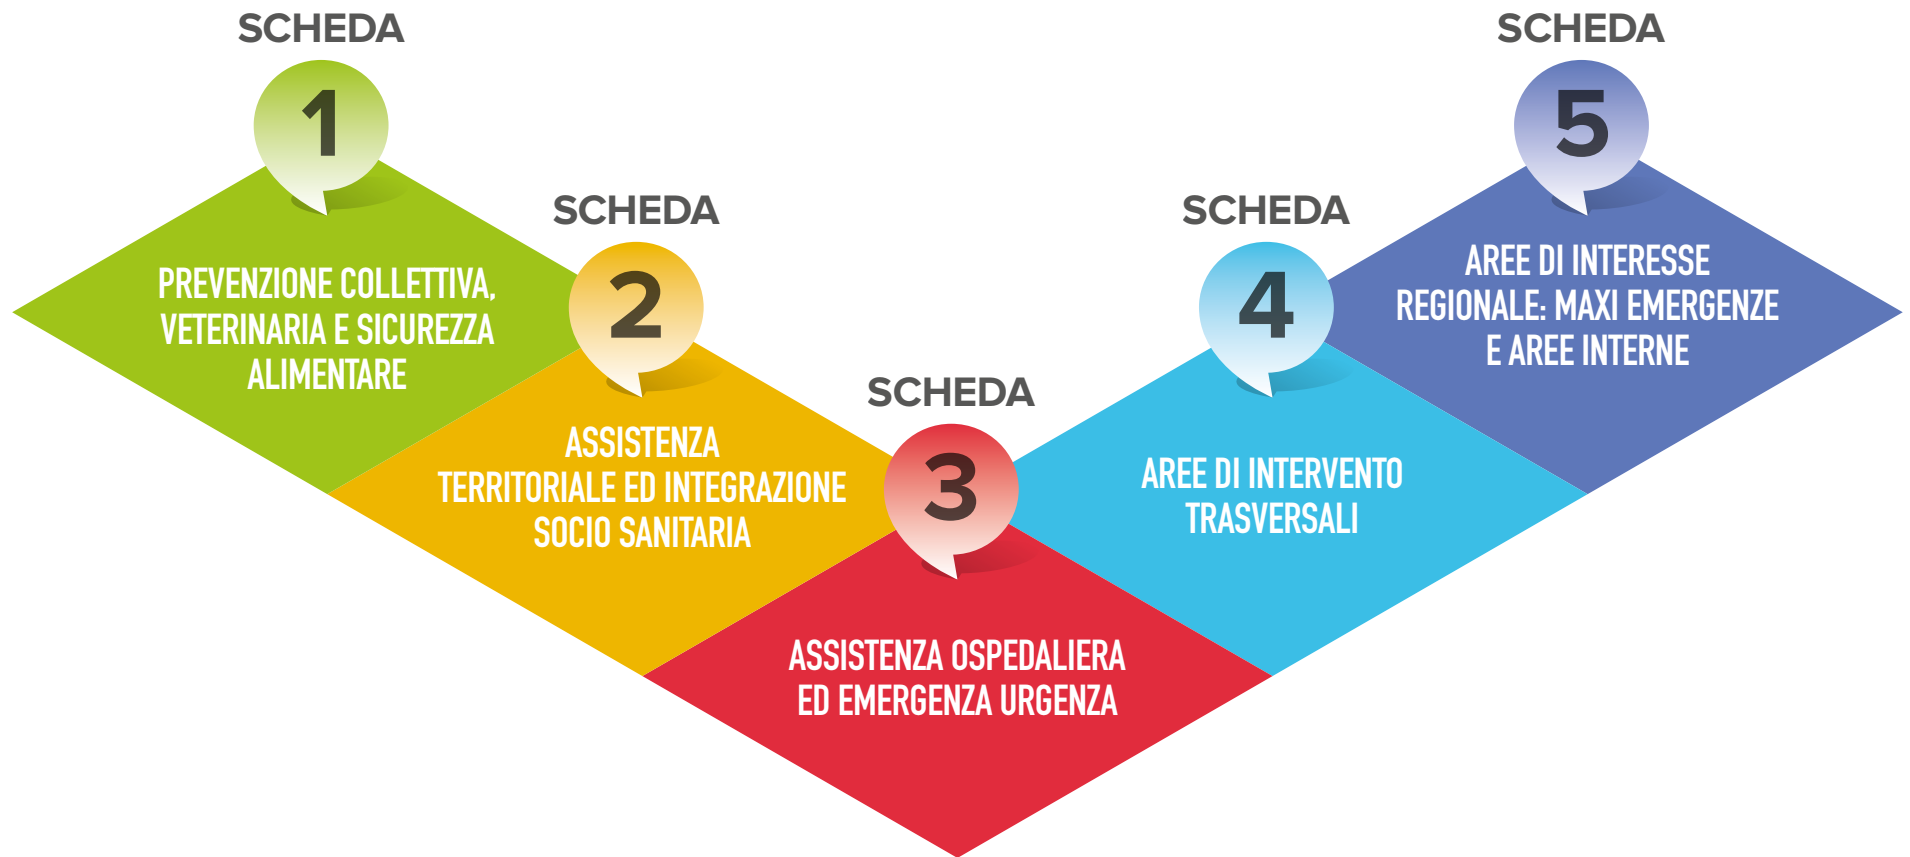 SCHEDA
1
PREVENZIONE COLLETTIVA,
VETERINARIA E SICUREZZA
ALIMENTARE
SCHEDA
2
ASSISTENZA
TERRITORIALE ED INTEGRAZIONE
SOCIO SANITARIA
SCHEDA
3
ASSISTENZA OSPEDALIERA
ED EMERGENZA URGENZA
SCHEDA
4
AREE DI INTERVENTO
TRASVERSALI
SCHEDA
5
AREE DI INTERESSE
REGIONALE: MAXI EMERGENZE
E AREE INTERNE